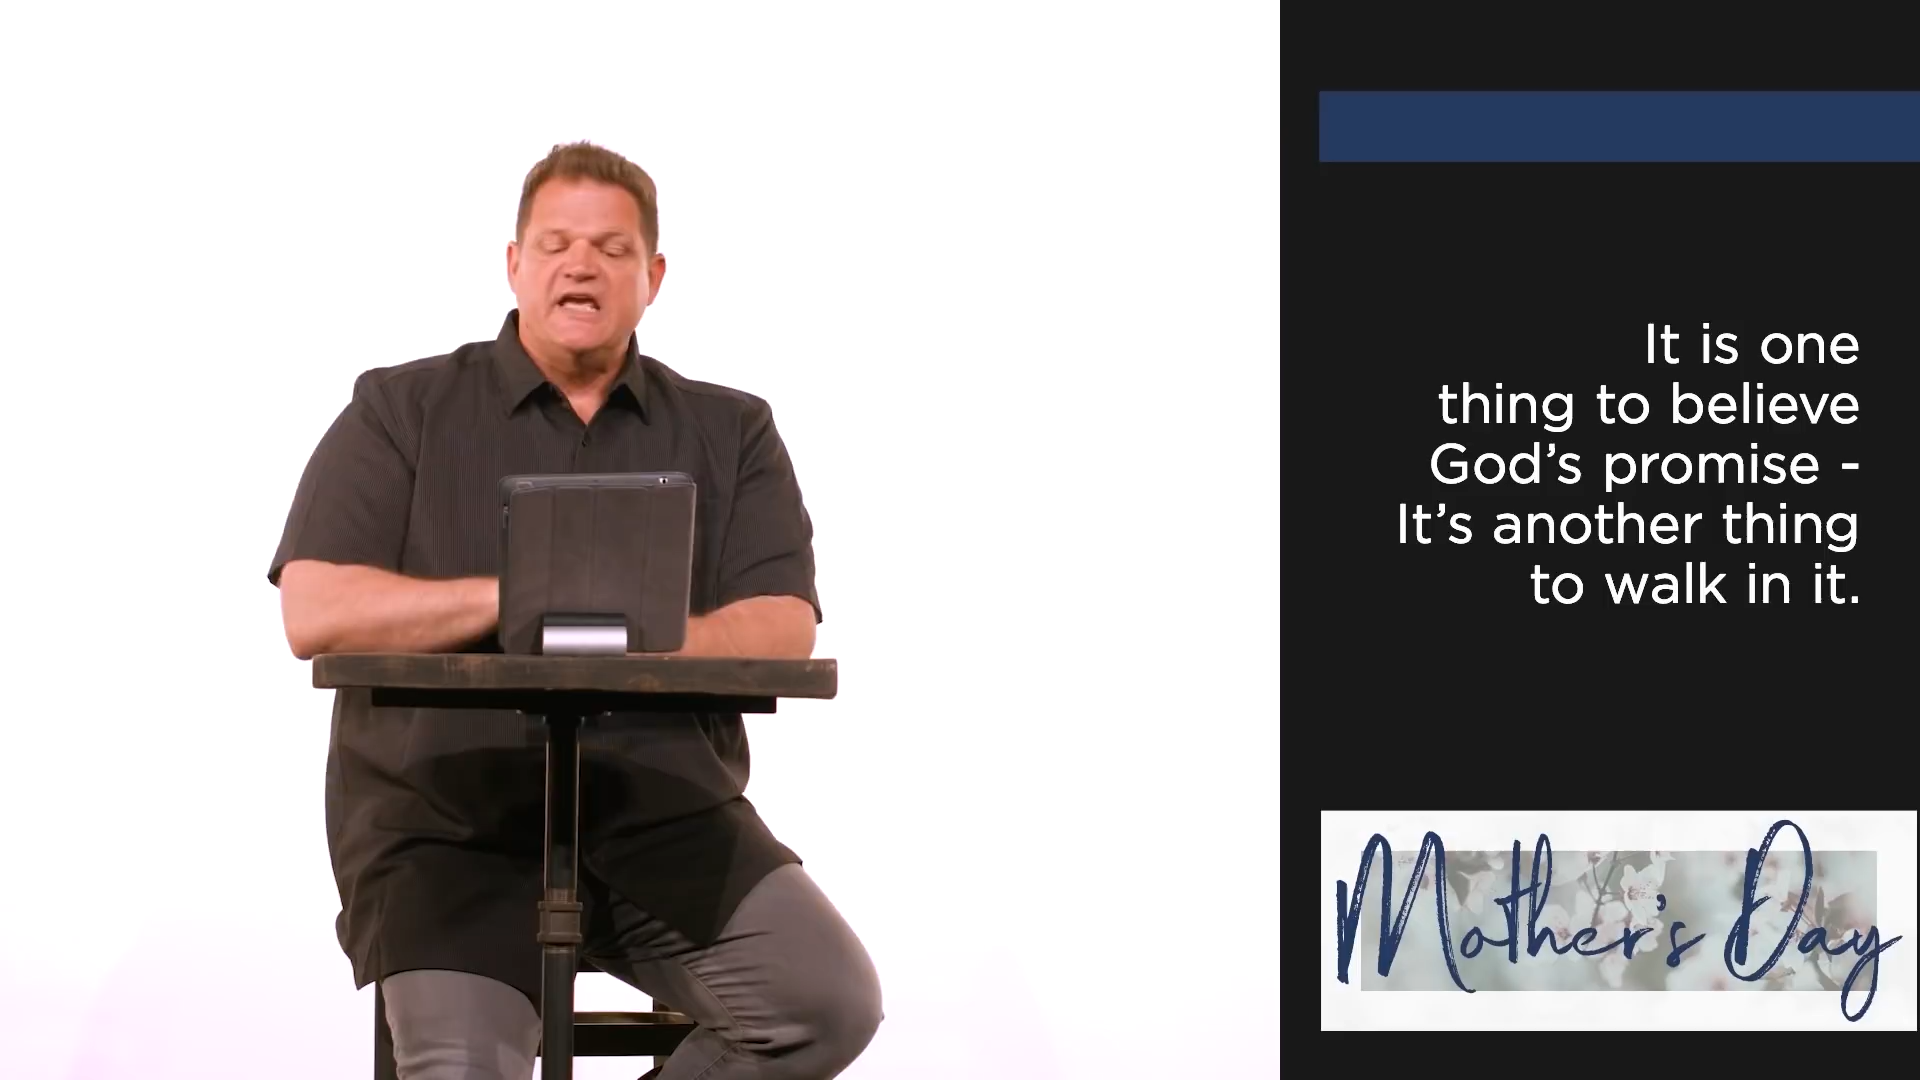 It is one
thing to believe
God’s promise -
It’s another thing
to walk in it.
Mother's Day